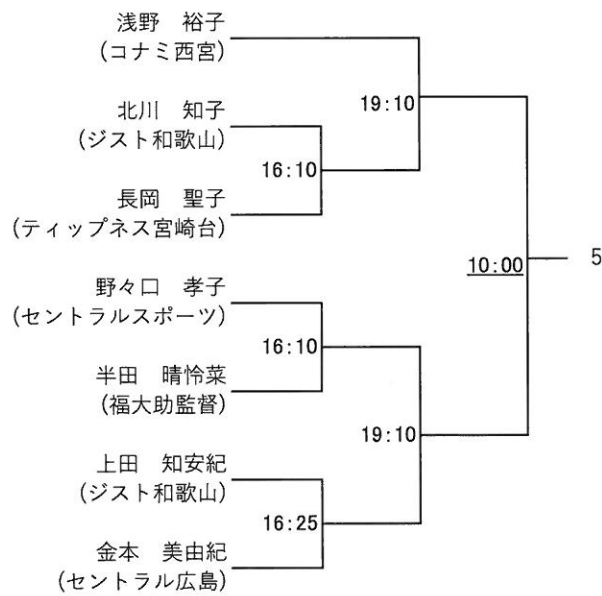 浅野　裕子
(コナミ西宮)
19:10
北川　知子
(ジスト和歌山)
16:10
長岡　聖子
(ティップネス宮崎台)
10:00
5
野々口　孝子
(セントラルスポーツ)
16:10
半田　晴怜菜
(福大助監督)
19:10
上田　知安紀
(ジスト和歌山)
16:25
金本　美由紀
(セントラル広島)